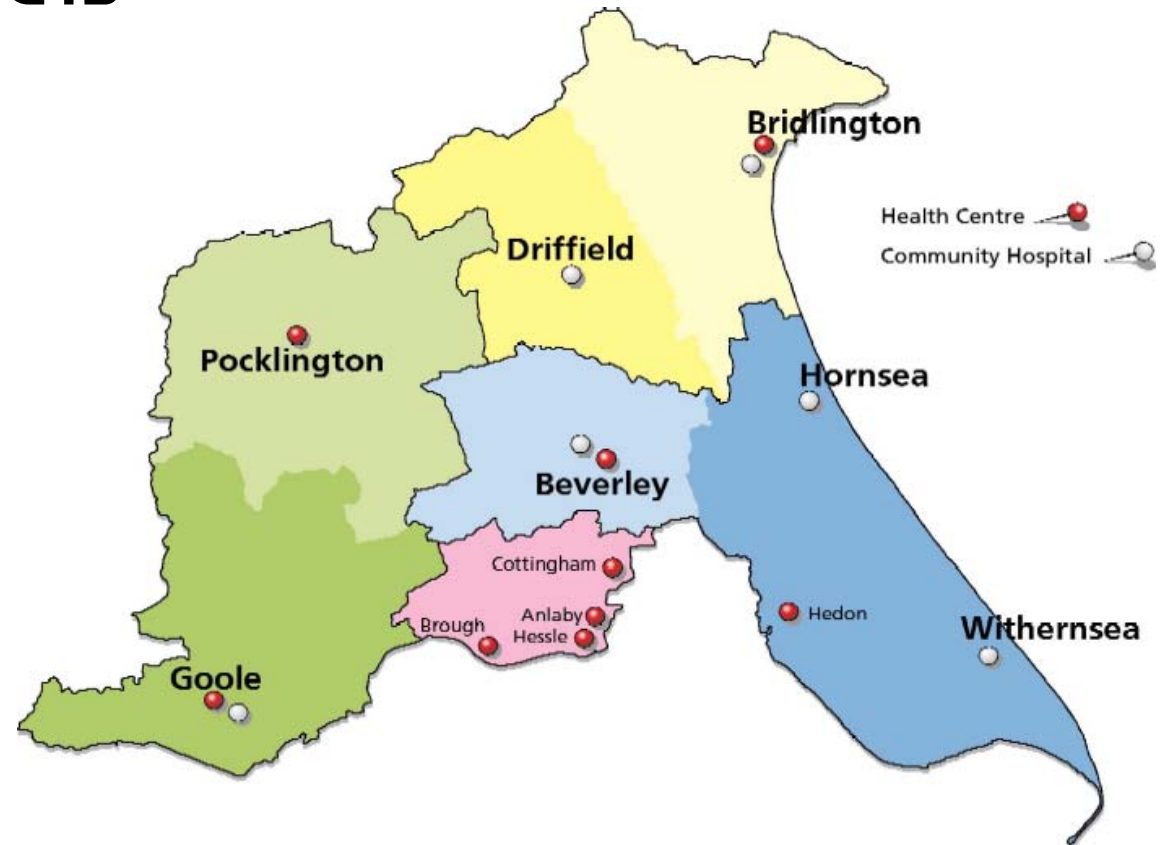 Bridlington
Health Centre
Community Hospital
Driffield
Pocklington
Hornsea
Beverley
Cottingham
Anlaby
Brough
Hessle
Hedon
Withernsea
Goole